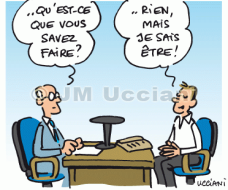 ..QU'EST-CE
QUE VOUS
SAVEZ
FAIRE?
..RIEN,
MAIS
JE SAIS
ÊTRE!
© JM Ucciani
UCCIANI